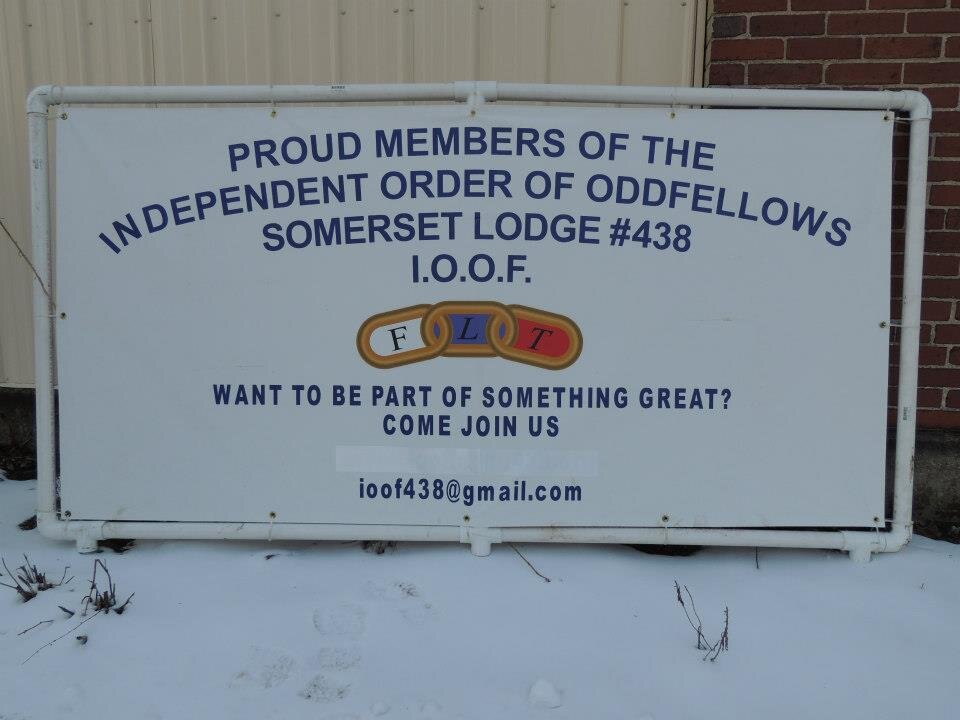 PROUD MEMBERS OF THE
INDEPENDENT ORDER OF ODDFELLOWS
SOMERSET LODGE #438
I.O.O.F.
F L T
WANT TO BE PART OF SOMETHING GREAT?
COME JOIN US
ioof438@gmail.com